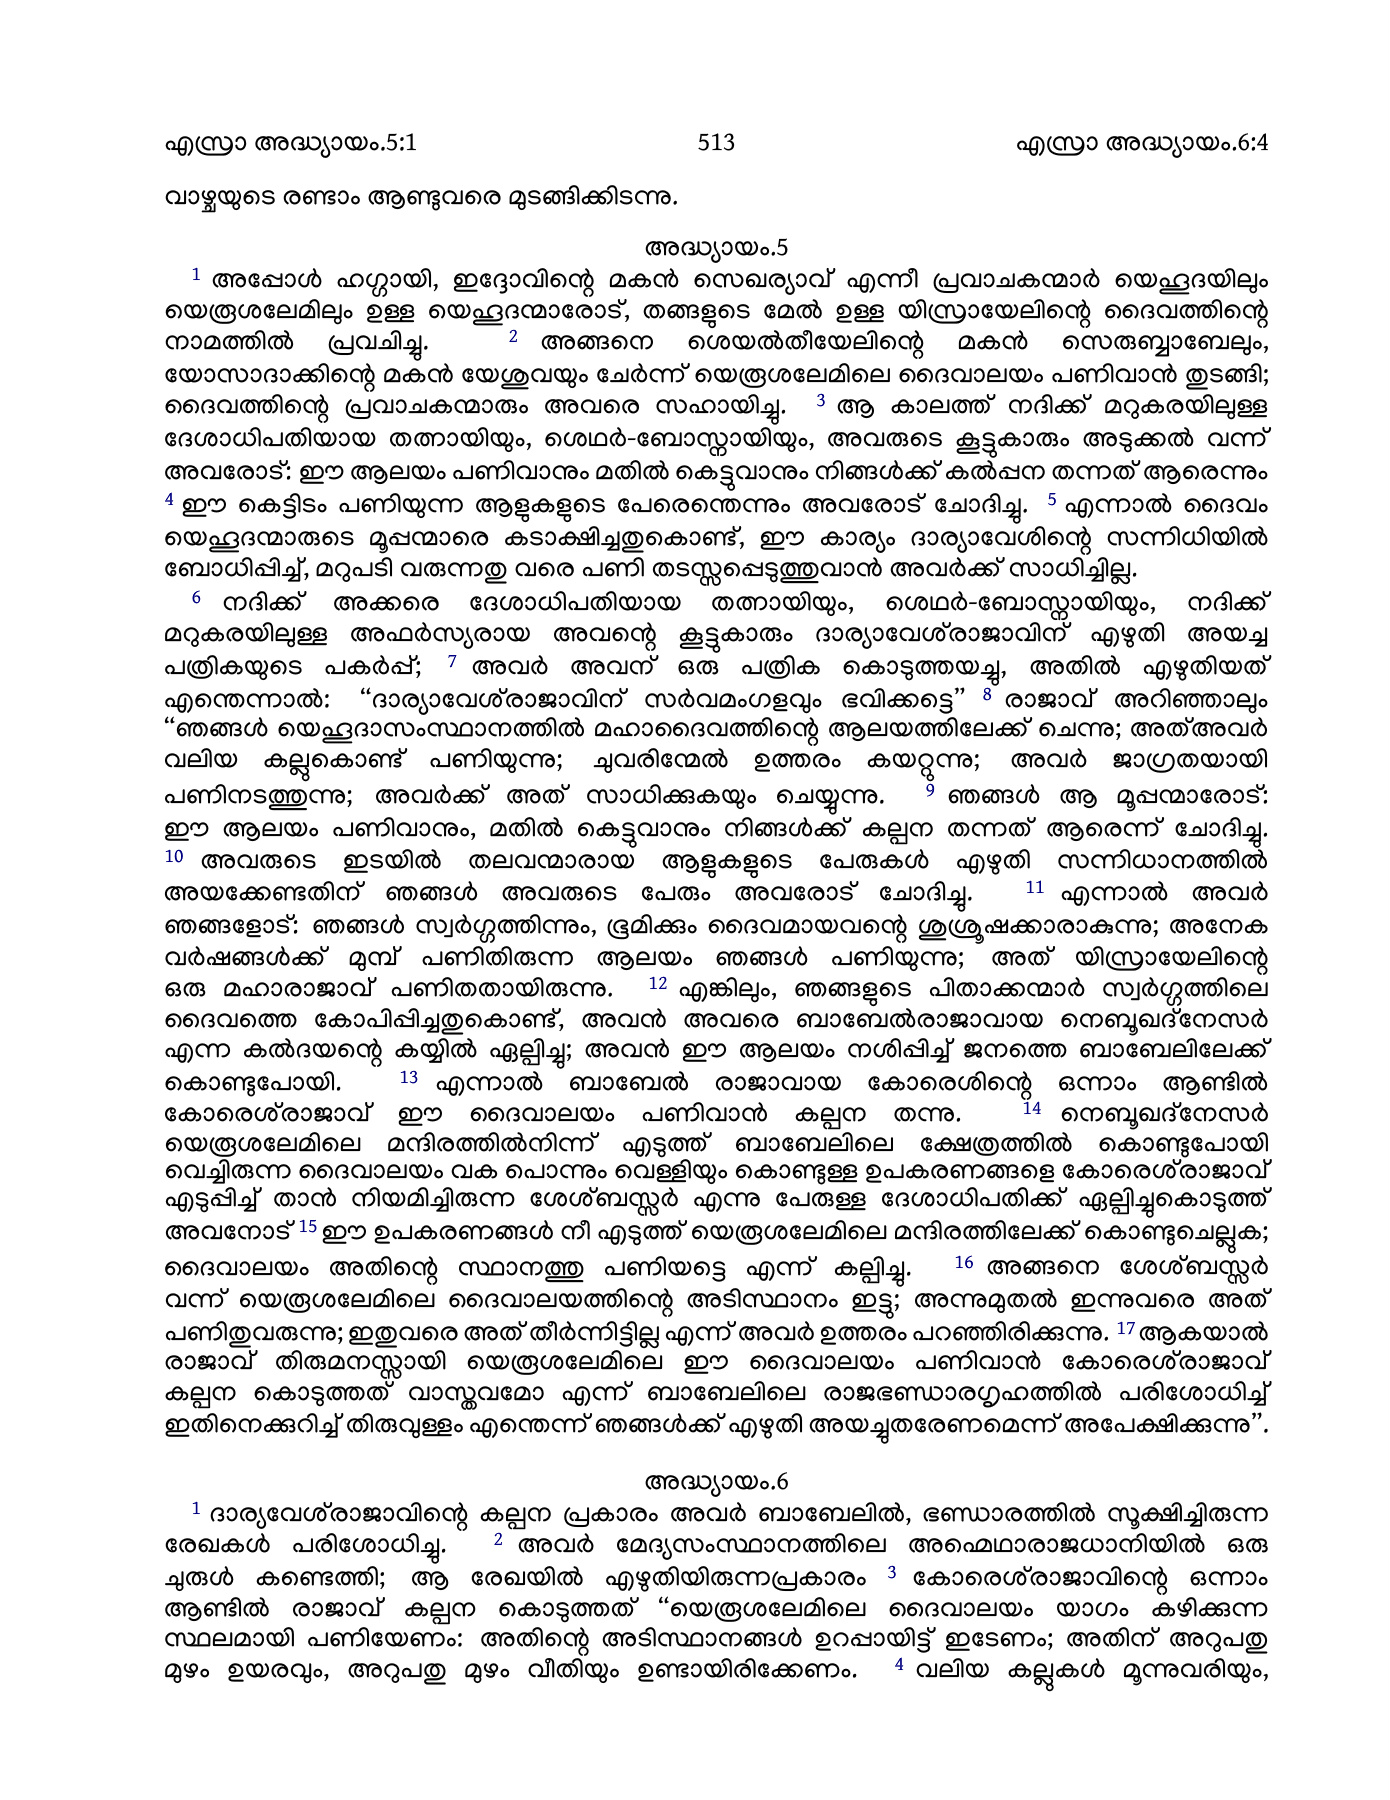 എസ്രാ അദ്ധ്യായം.5:1 513 എസ്രാ അദ്ധ്യായം.6:4
വാഴ്ചയുടെ രണ്ടാം ആണ്ടുവരെ മുടങ്ങിക്കിടന്നു.
അദ്ധ്യായം.5
1 അപ്പോൾ ഹഗ്ഗായി, ഇദ്ദോവിന്റെ മകൻ സെഖര്യാവ് എന്നീ പ്രവാചകന്മാർ യെഹൂദയിലും
യെരൂശലേമിലും ഉള്ള യെഹൂദന്മാരോട്, തങ്ങളുടെ മേൽ ഉള്ള യിസ്രായേലിന്റെ ദൈവത്തിന്റെ
നാമത്തിൽ പ്രവചിച്ചു. 2 അങ്ങനെ ശെയൽതീയേലിന്റെ മകൻ സെരുബ്ബാബേലും,
യോസാദാക്കിന്റെ മകൻ യേശുവയും ചേർന്ന് യെരൂശലേമിലെ ദൈവാലയം പണിവാൻ തുടങ്ങി;
ദൈവത്തിന്റെ പ്രവാചകന്മാരും അവരെ സഹായിച്ചു. 3 ആ കാലത്ത് നദിക്ക് മറുകരയിലുള്ള
ദേശാധിപതിയായ തത്നായിയും, ശെഥർ-ബോസ്നായിയും, അവരുടെ കൂട്ടുകാരും അടുക്കൽ വന്ന്
അവരോട്: ഈ ആലയം പണിവാനും മതിൽ കെട്ടുവാനും നിങ്ങൾക്ക് കൽപ്പന തന്നത് ആരെന്നും
4 ഈ കെട്ടിടം പണിയുന്ന ആളുകളുടെ പേരെന്തെന്നും അവരോട് ചോദിച്ചു. 5 എന്നാൽ ദൈവം
യെഹൂദന്മാരുടെ മൂപ്പന്മാരെ കടാക്ഷിച്ചതുകൊണ്ട്, ഈ കാര്യം ദാര്യാവേശിന്റെ സന്നിധിയിൽ
ബോധിപ്പിച്ച്, മറുപടി വരുന്നതു വരെ പണി തടസ്സപ്പെടുത്തുവാൻ അവർക്ക് സാധിച്ചില്ല.
6 നദിക്ക് അക്കരെ ദേശാധിപതിയായ തത്നായിയും, ശെഥർ-ബോസ്നായിയും, നദിക്ക്
മറുകരയിലുള്ള അഫർസ്യരായ അവന്റെ കൂട്ടുകാരും ദാര്യാവേശ്‌രാജാവിന് എഴുതി അയച്ച
പത്രികയുടെ പകർപ്പ്; 7 അവർ അവന് ഒരു പത്രിക കൊടുത്തയച്ചു, അതിൽ എഴുതിയത്
എന്തെന്നാൽ: “ദാര്യാവേശ്‌രാജാവിന് സർവമംഗളവും ഭവിക്കട്ടെ” 8 രാജാവ് അറിഞ്ഞാലും
“ഞങ്ങൾ യെഹൂദാസംസ്ഥാനത്തിൽ മഹാദൈവത്തിന്റെ ആലയത്തിലേക്ക് ചെന്നു; അത്അവർ
വലിയ കല്ലുകൊണ്ട് പണിയുന്നു; ചുവരിന്മേൽ ഉത്തരം കയറ്റുന്നു; അവർ ജാഗ്രതയായി
പണിനടത്തുന്നു; അവർക്ക് അത് സാധിക്കുകയും ചെയ്യുന്നു. 9 ഞങ്ങൾ ആ മൂപ്പന്മാരോട്:
ഈ ആലയം പണിവാനും, മതിൽ കെട്ടുവാനും നിങ്ങൾക്ക് കല്പന തന്നത് ആരെന്ന് ചോദിച്ചു.
10 അവരുടെ ഇടയിൽ തലവന്മാരായ ആളുകളുടെ പേരുകൾ എഴുതി സന്നിധാനത്തിൽ
അയക്കേണ്ടതിന് ഞങ്ങൾ അവരുടെ പേരും അവരോട് ചോദിച്ചു. 11 എന്നാൽ അവർ
ഞങ്ങളോട്: ഞങ്ങൾ സ്വർഗ്ഗത്തിന്നും, ഭൂമിക്കും ദൈവമായവന്റെ ശുശ്രൂഷക്കാരാകുന്നു; അനേക
വർഷങ്ങൾക്ക് മുമ്പ് പണിതിരുന്ന ആലയം ഞങ്ങൾ പണിയുന്നു; അത് യിസ്രായേലിന്റെ
ഒരു മഹാരാജാവ് പണിതതായിരുന്നു. 12 എങ്കിലും, ഞങ്ങളുടെ പിതാക്കന്മാർ സ്വർഗ്ഗത്തിലെ
ദൈവത്തെ കോപിപ്പിച്ചതുകൊണ്ട്, അവൻ അവരെ ബാബേൽരാജാവായ നെബൂഖദ്‌നേസർ
എന്ന കൽദയന്റെ കയ്യിൽ ഏല്പിച്ചു; അവൻ ഈ ആലയം നശിപ്പിച്ച് ജനത്തെ ബാബേലിലേക്ക്
കൊണ്ടുപോയി. 13 എന്നാൽ ബാബേൽ രാജാവായ കോരെശിന്റെ ഒന്നാം ആണ്ടിൽ
കോരെശ്‌രാജാവ് ഈ ദൈവാലയം പണിവാൻ കല്പന തന്നു. 14 നെബൂഖദ്‌നേസർ
യെരൂശലേമിലെ മന്ദിരത്തിൽനിന്ന് എടുത്ത് ബാബേലിലെ ക്ഷേത്രത്തിൽ കൊണ്ടുപോയി
വെച്ചിരുന്ന ദൈവാലയം വക പൊന്നും വെള്ളിയും കൊണ്ടുള്ള ഉപകരണങ്ങളെ കോരെശ്‌രാജാവ്
എടുപ്പിച്ച് താൻ നിയമിച്ചിരുന്ന ശേശ്ബസ്സർ എന്നു പേരുള്ള ദേശാധിപതിക്ക് ഏല്പിച്ചുകൊടുത്ത്
അവനോട് 15 ഈ ഉപകരണങ്ങൾ നീ എടുത്ത് യെരൂശലേമിലെ മന്ദിരത്തിലേക്ക് കൊണ്ടുചെല്ലുക;
ദൈവാലയം അതിന്റെ സ്ഥാനത്തു പണിയട്ടെ എന്ന് കല്പിച്ചു. 16 അങ്ങനെ ശേശ്ബസ്സർ
വന്ന് യെരൂശലേമിലെ ദൈവാലയത്തിന്റെ അടിസ്ഥാനം ഇട്ടു; അന്നുമുതൽ ഇന്നുവരെ അത്
പണിതുവരുന്നു; ഇതുവരെ അത് തീർന്നിട്ടില്ല എന്ന് അവർ ഉത്തരം പറഞ്ഞിരിക്കുന്നു. 17 ആകയാൽ
രാജാവ് തിരുമനസ്സായി യെരൂശലേമിലെ ഈ ദൈവാലയം പണിവാൻ കോരെശ്‌രാജാവ്
കല്പന കൊടുത്തത് വാസ്തവമോ എന്ന് ബാബേലിലെ രാജഭണ്ഡാരഗൃഹത്തിൽ പരിശോധിച്ച്
ഇതിനെക്കുറിച്ച് തിരുവുള്ളം എന്തെന്ന് ഞങ്ങൾക്ക് എഴുതി അയച്ചുതരേണമെന്ന് അപേക്ഷിക്കുന്നു”.
അദ്ധ്യായം.6
1 ദാര്യവേശ്‌രാജാവിന്റെ കല്പന പ്രകാരം അവർ ബാബേലിൽ, ഭണ്ഡാരത്തിൽ സൂക്ഷിച്ചിരുന്ന
രേഖകൾ പരിശോധിച്ചു. 2 അവർ മേദ്യസംസ്ഥാനത്തിലെ അഹ്മെഥാരാജധാനിയിൽ ഒരു
ചുരുൾ കണ്ടെത്തി; ആ രേഖയിൽ എഴുതിയിരുന്നപ്രകാരം 3 കോരെശ്‌രാജാവിന്റെ ഒന്നാം
ആണ്ടിൽ രാജാവ് കല്പന കൊടുത്തത് “യെരൂശലേമിലെ ദൈവാലയം യാഗം കഴിക്കുന്ന
സ്ഥലമായി പണിയേണം: അതിന്റെ അടിസ്ഥാനങ്ങൾ ഉറപ്പായിട്ട് ഇടേണം; അതിന് അറുപതു
മുഴം ഉയരവും, അറുപതു മുഴം വീതിയും ഉണ്ടായിരിക്കേണം. 4 വലിയ കല്ലുകൾ മൂന്നുവരിയും,